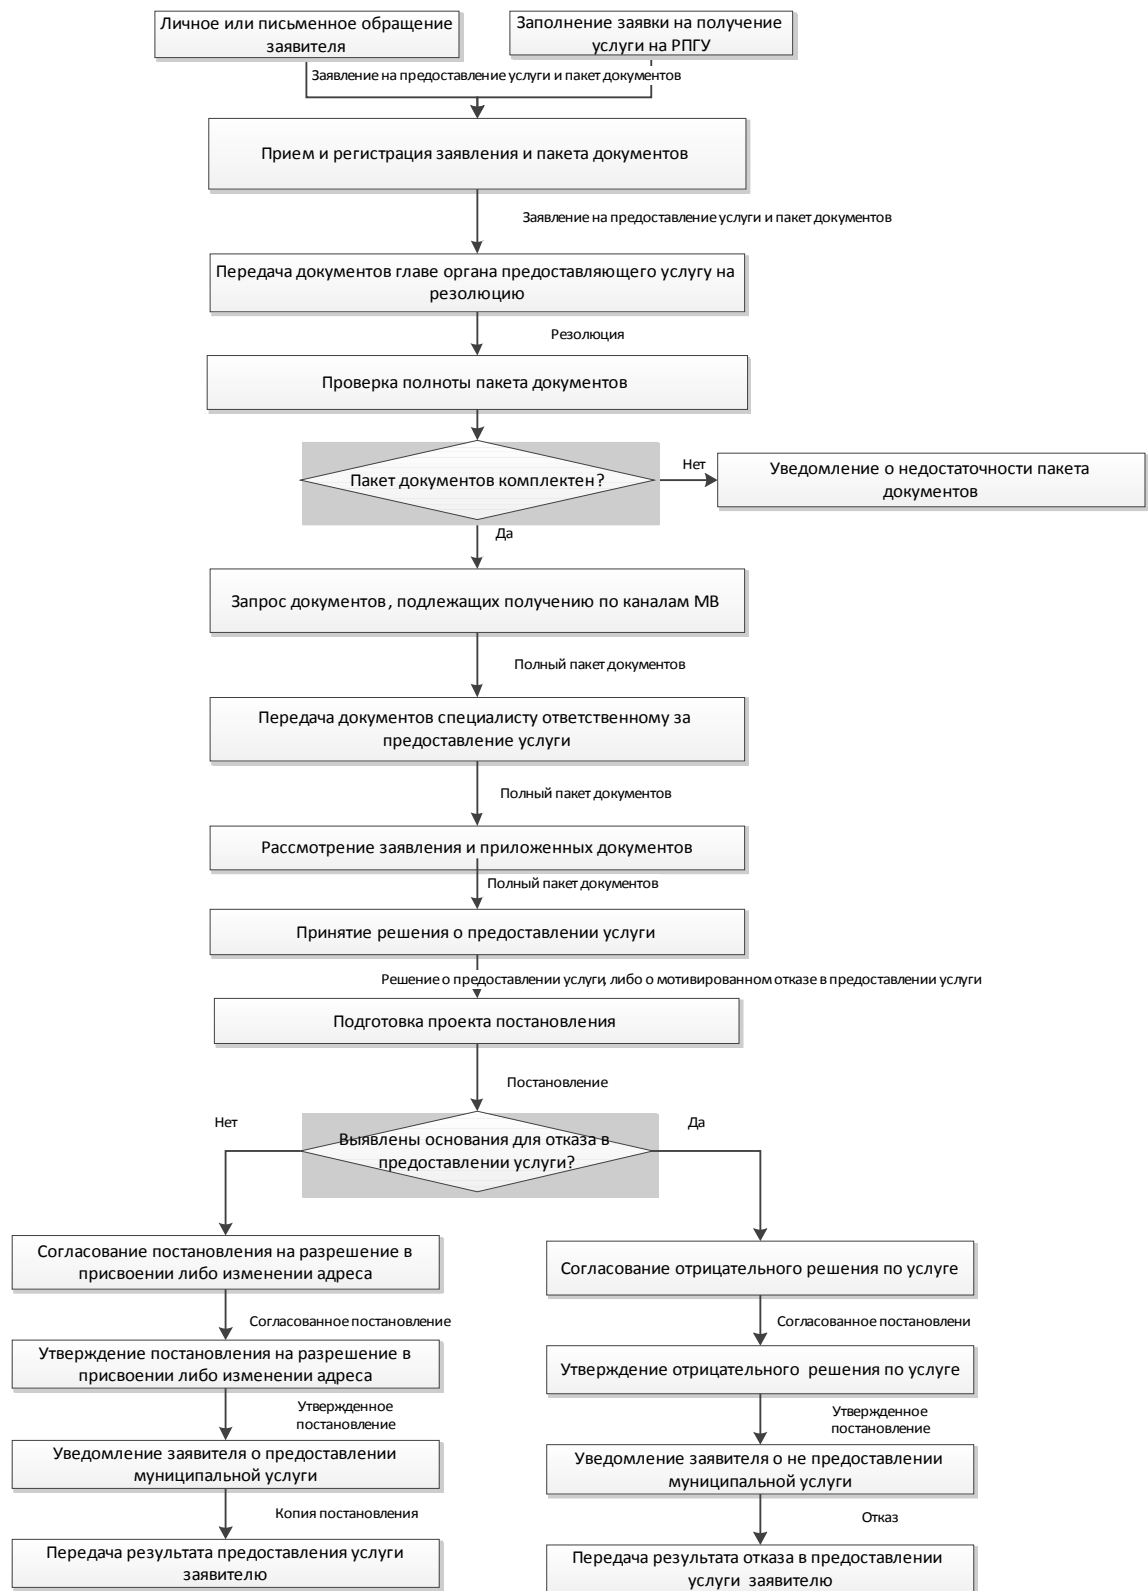 Личное или письменное обращение
заявителя
Заполнение заявки на получение
услуги на РПГУ
Заявление на предоставление услуги и пакет документов
Прием и регистрация заявления и пакета документов
Заявление на предоставление услуги и пакет документов
Передача документов главе органа предоставляющего услугу на
резолюцию
Резолюция
Проверка полноты пакета документов
Пакет документов комплектен?
Нет
Уведомление о недостаточности пакета
документов
Да
Запрос документов, подлежащих получению по каналам МВ
Полный пакет документов
Передача документов специалисту ответственному за
предоставление услуги
Полный пакет документов
Рассмотрение заявления и приложенных документов
Полный пакет документов
Принятие решения о предоставлении услуги
Решение о предоставлении услуги, либо о мотивированном отказе в предоставлении услуги
Подготовка проекта постановления
Постановление
Нет
Выявлены основания для отказа в
предоставлении услуги?
Да
Согласование постановления на разрешение в
присвоении либо изменении адреса
Согласованное постановление
Утверждение постановления на разрешение в
присвоении либо изменении адреса
Утвержденное
постановление
Уведомление заявителя о предоставлении
муниципальной услуги
Копия постановления
Передача результата предоставления услуги
заявителю
Согласование отрицательного решения по услуге
Согласованное постановлени
Утверждение отрицательного решения по услуге
Утвержденное
постановление
Уведомление заявителя о не предоставлении
муниципальной услуги
Отказ
Передача результата отказа в предоставлении
услуги заявителю